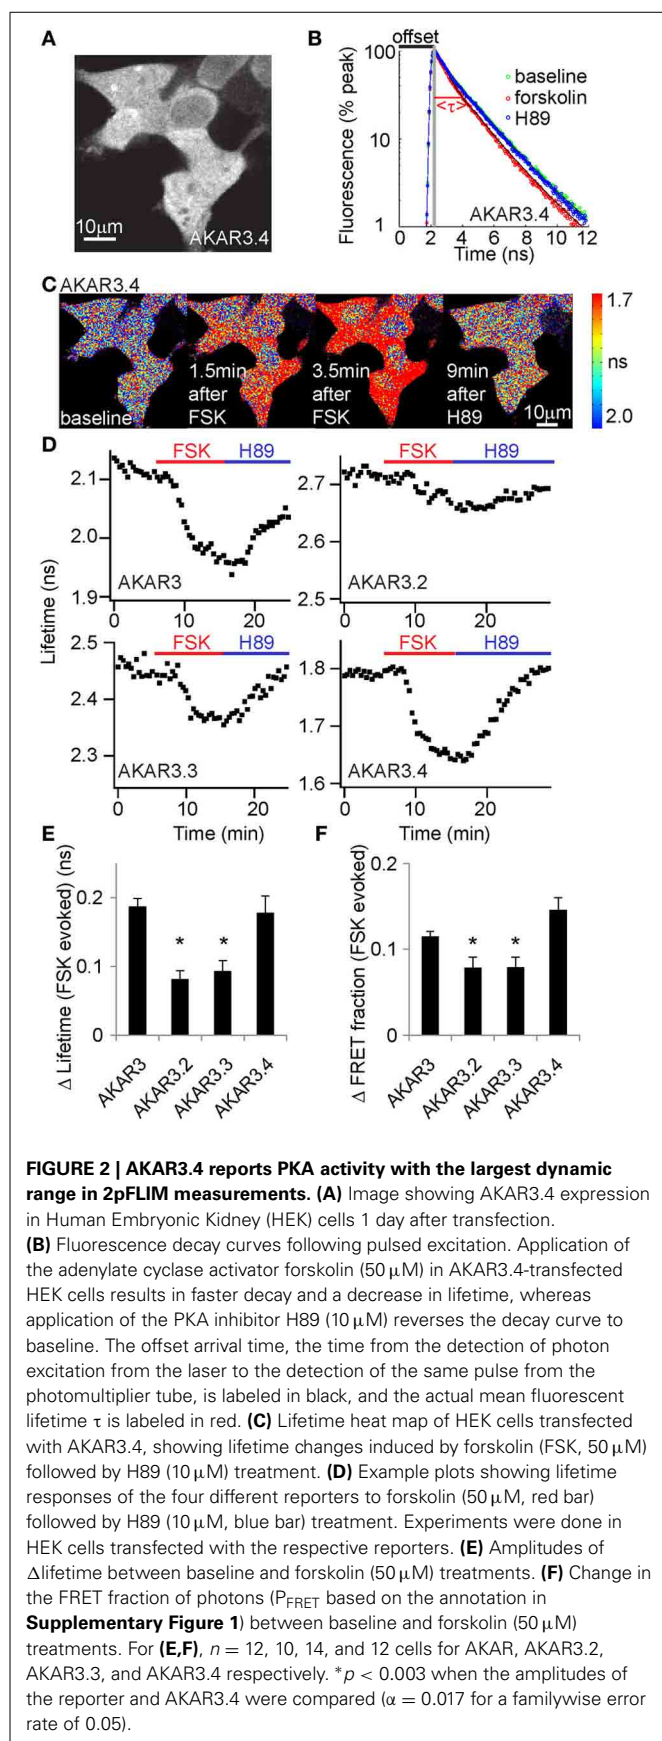 A
AKAR3.4
10μm
B
offset
Fluorescence (% peak)
100
10
1
<τ>
baseline
forskolin
H89
AKAR3.4
0 2 4 6 8 10 12
Time (ns)
C AKAR3.4
baseline
1.5min after FSK
3.5min after FSK
9min after H89
10μm
1.7
ns
2.0
D
Lifetime (ns)
FSK H89
2.1
2.0
1.9
AKAR3
0 10 20
FSK H89
2.7
2.6
2.5
AKAR3.2
0 10 20
FSK H89
2.5
2.4
2.3
AKAR3.3
0 10 20
Time (min)
FSK H89
1.8
1.7
1.6
AKAR3.4
0 10 20
Time (min)
E
Δ Lifetime (FSK evoked) (ns)
0.2
0.1
0
* *
AKAR3 AKAR3.2 AKAR3.3 AKAR3.4
F
Δ FRET fraction (FSK evoked)
0.2
0.1
0
* *
AKAR3 AKAR3.2 AKAR3.3 AKAR3.4
FIGURE 2 | AKAR3.4 reports PKA activity with the largest dynamic
range in 2pFLIM measurements. (A) Image showing AKAR3.4 expression
in Human Embryonic Kidney (HEK) cells 1 day after transfection.
(B) Fluorescence decay curves following pulsed excitation. Application of
the adenylate cyclase activator forskolin (50 μM) in AKAR3.4-transfected
HEK cells results in faster decay and a decrease in lifetime, whereas
application of the PKA inhibitor H89 (10 μM) reverses the decay curve to
baseline. The offset arrival time, the time from the detection of photon
excitation from the laser to the detection of the same pulse from the
photomultiplier tube, is labeled in black, and the actual mean fluorescent
lifetime τ is labeled in red. (C) Lifetime heat map of HEK cells transfected
with AKAR3.4, showing lifetime changes induced by forskolin (FSK, 50 μM)
followed by H89 (10 μM) treatment. (D) Example plots showing lifetime
responses of the four different reporters to forskolin (50 μM, red bar)
followed by H89 (10 μM, blue bar) treatment. Experiments were done in
HEK cells transfected with the respective reporters. (E) Amplitudes of
Δlifetime between baseline and forskolin (50 μM) treatments. (F) Change in
the FRET fraction of photons (PFRET based on the annotation in
Supplementary Figure 1) between baseline and forskolin (50 μM)
treatments. For (E,F), n = 12, 10, 14, and 12 cells for AKAR, AKAR3.2,
AKAR3.3, and AKAR3.4 respectively. *p < 0.003 when the amplitudes of
the reporter and AKAR3.4 were compared (α = 0.017 for a familywise error
rate of 0.05).